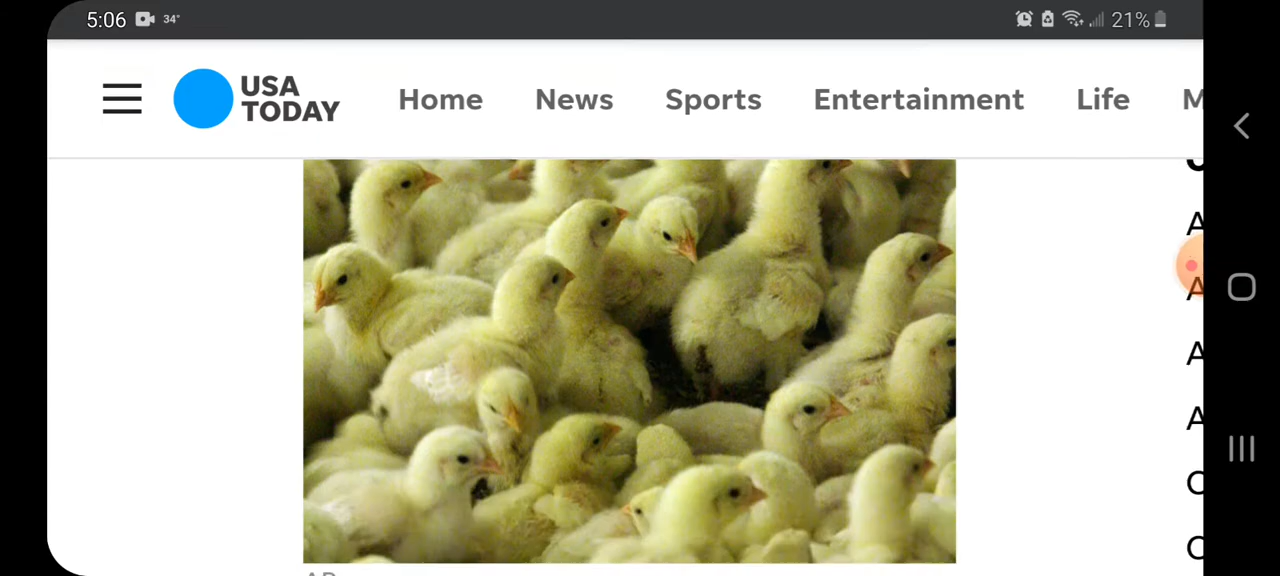 5:06 34°
21%
USA
TODAY
Home News Sports Entertainment Life M
A
A
A
A
C
C